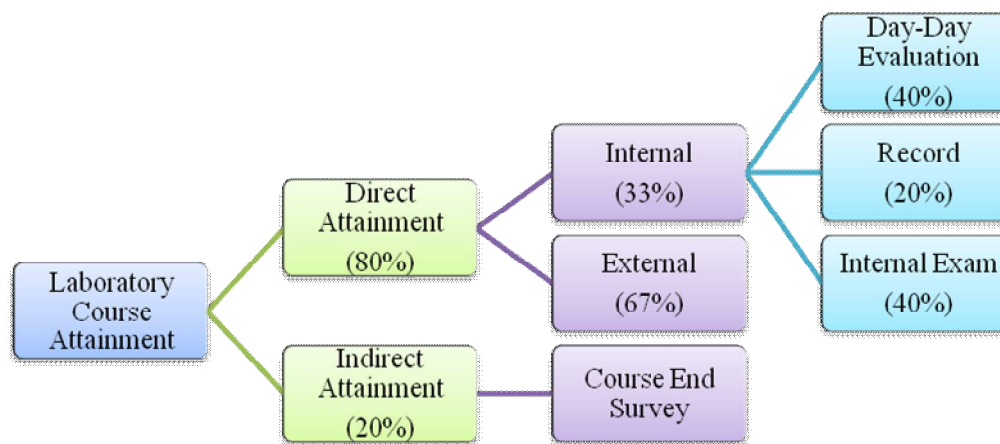 Laboratory
Course
Attainment
Direct
Attainment
(80%)
Indirect
Attainment
(20%)
Internal
(33%)
External
(67%)
Course End
Survey
Day-Day
Evaluation
(40%)
Record
(20%)
Internal Exam
(40%)